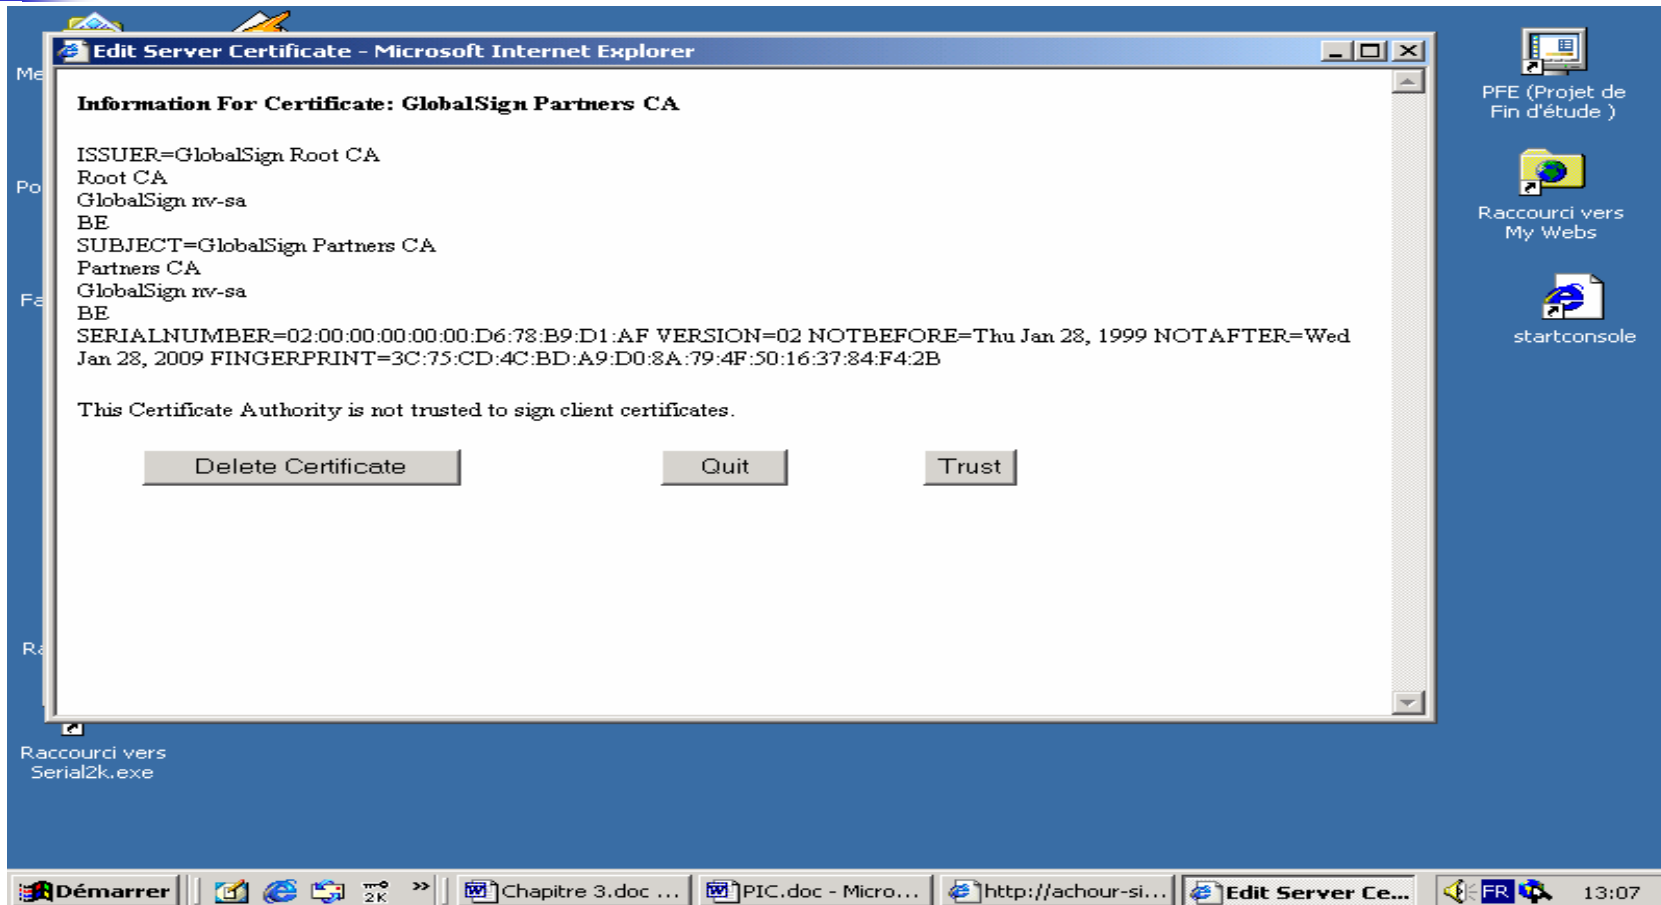 Edit Server Certificate - Microsoft Internet Explorer
Information For Certificate: GlobalSign Partners CA
ISSUER=GlobalSign Root CA
Root CA
GlobalSign nv-sa
BE
SUBJECT=GlobalSign Partners CA
Partners CA
GlobalSign nv-sa
BE
SERIALNUMBER=02:00:00:00:00:00:D6:78:B9:D1:AF VERSION=02 NOTBEFORE=Thu Jan 28, 1999 NOTAFTER=Wed
Jan 28, 2009 FINGERPRINT=3C:75:CD:4C:BD:A9:D0:8A:79:4F:50:16:37:84:F4:2B
This Certificate Authority is not trusted to sign client certificates.
Delete Certificate Quit Trust
Me
Po
Fa
Ra
Raccourci vers
Serial2k.exe
PFE (Projet de
Fin d'étude )
Raccourci vers
My Webs
startconsole
Démarrer 2K » Chapitre 3.doc ... PIC.doc - Micro... http://achour-si... Edit Server Ce... FR 13:07